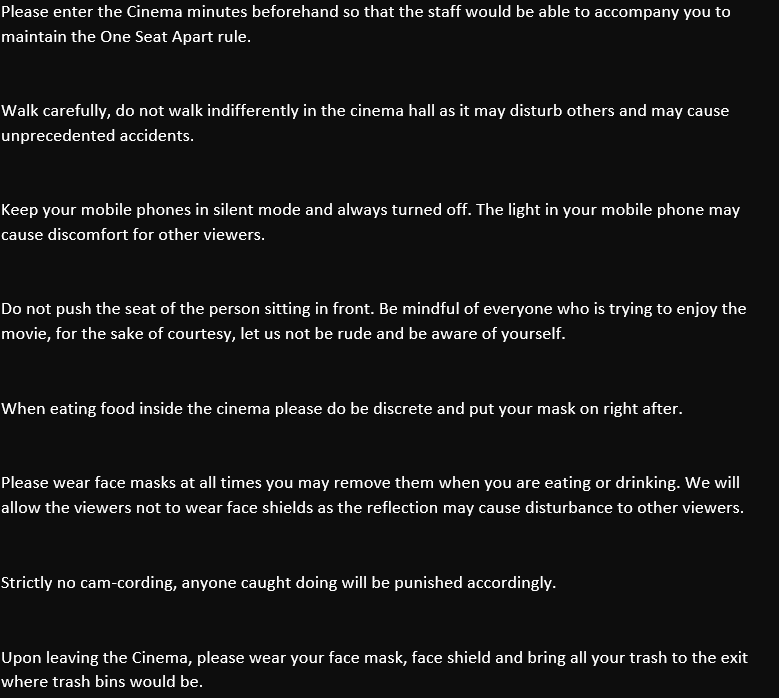 Please enter the Cinema minutes beforehand so that the staff would be able to accompany you to
maintain the One Seat Apart rule.
Walk carefully, do not walk indifferently in the cinema hall as it may disturb others and may cause
unprecedented accidents.
Keep your mobile phones in silent mode and always turned off. The light in your mobile phone may
cause discomfort for other viewers.
Do not push the seat of the person sitting in front. Be mindful of everyone who is trying to enjoy the
movie, for the sake of courtesy, let us not be rude and be aware of yourself.
When eating food inside the cinema please do be discrete and put your mask on right after.
Please wear face masks at all times you may remove them when you are eating or drinking. We will
allow the viewers not to wear face shields as the reflection may cause disturbance to other viewers.
Strictly no cam-cording, anyone caught doing will be punished accordingly.
Upon leaving the Cinema, please wear your face mask, face shield and bring all your trash to the exit
where trash bins would be.